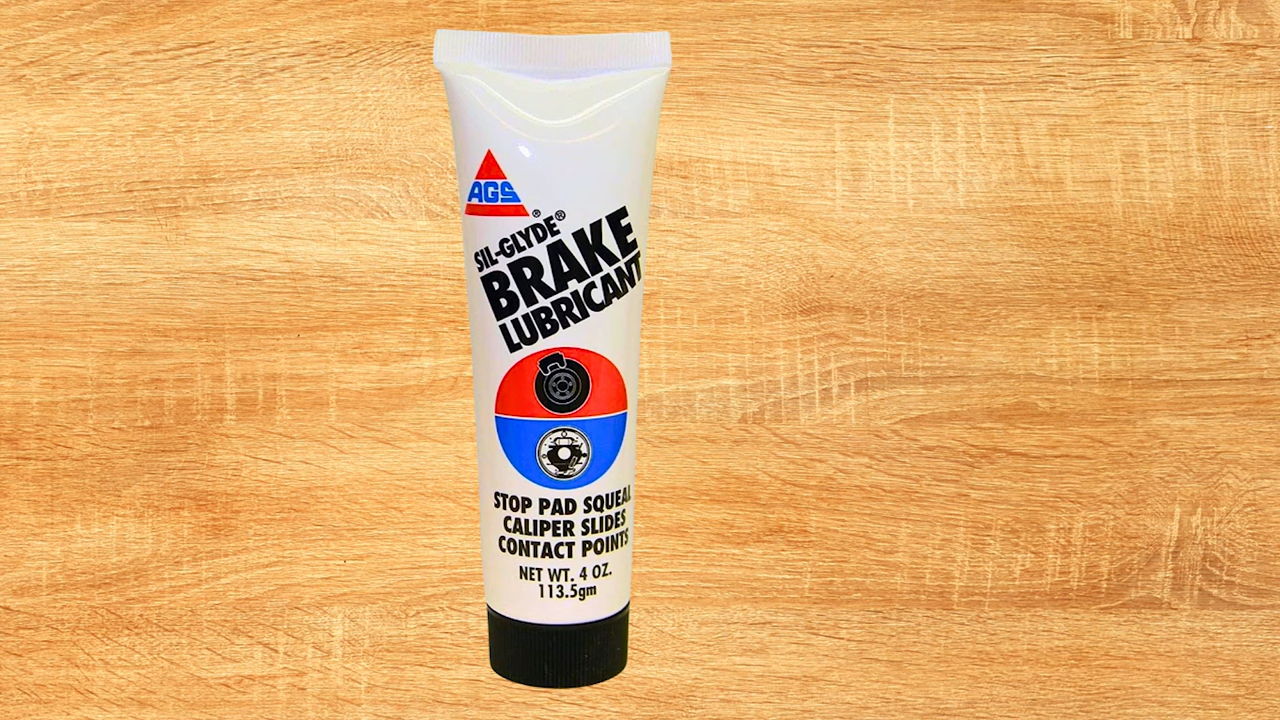 AGS®
SIL-GLYDE®
BRAKE
LUBRICANT
STOP PAD SQUEAL
CALIPER SLIDES
CONTACT POINTS
NET WT. 4 OZ.
113.5gm